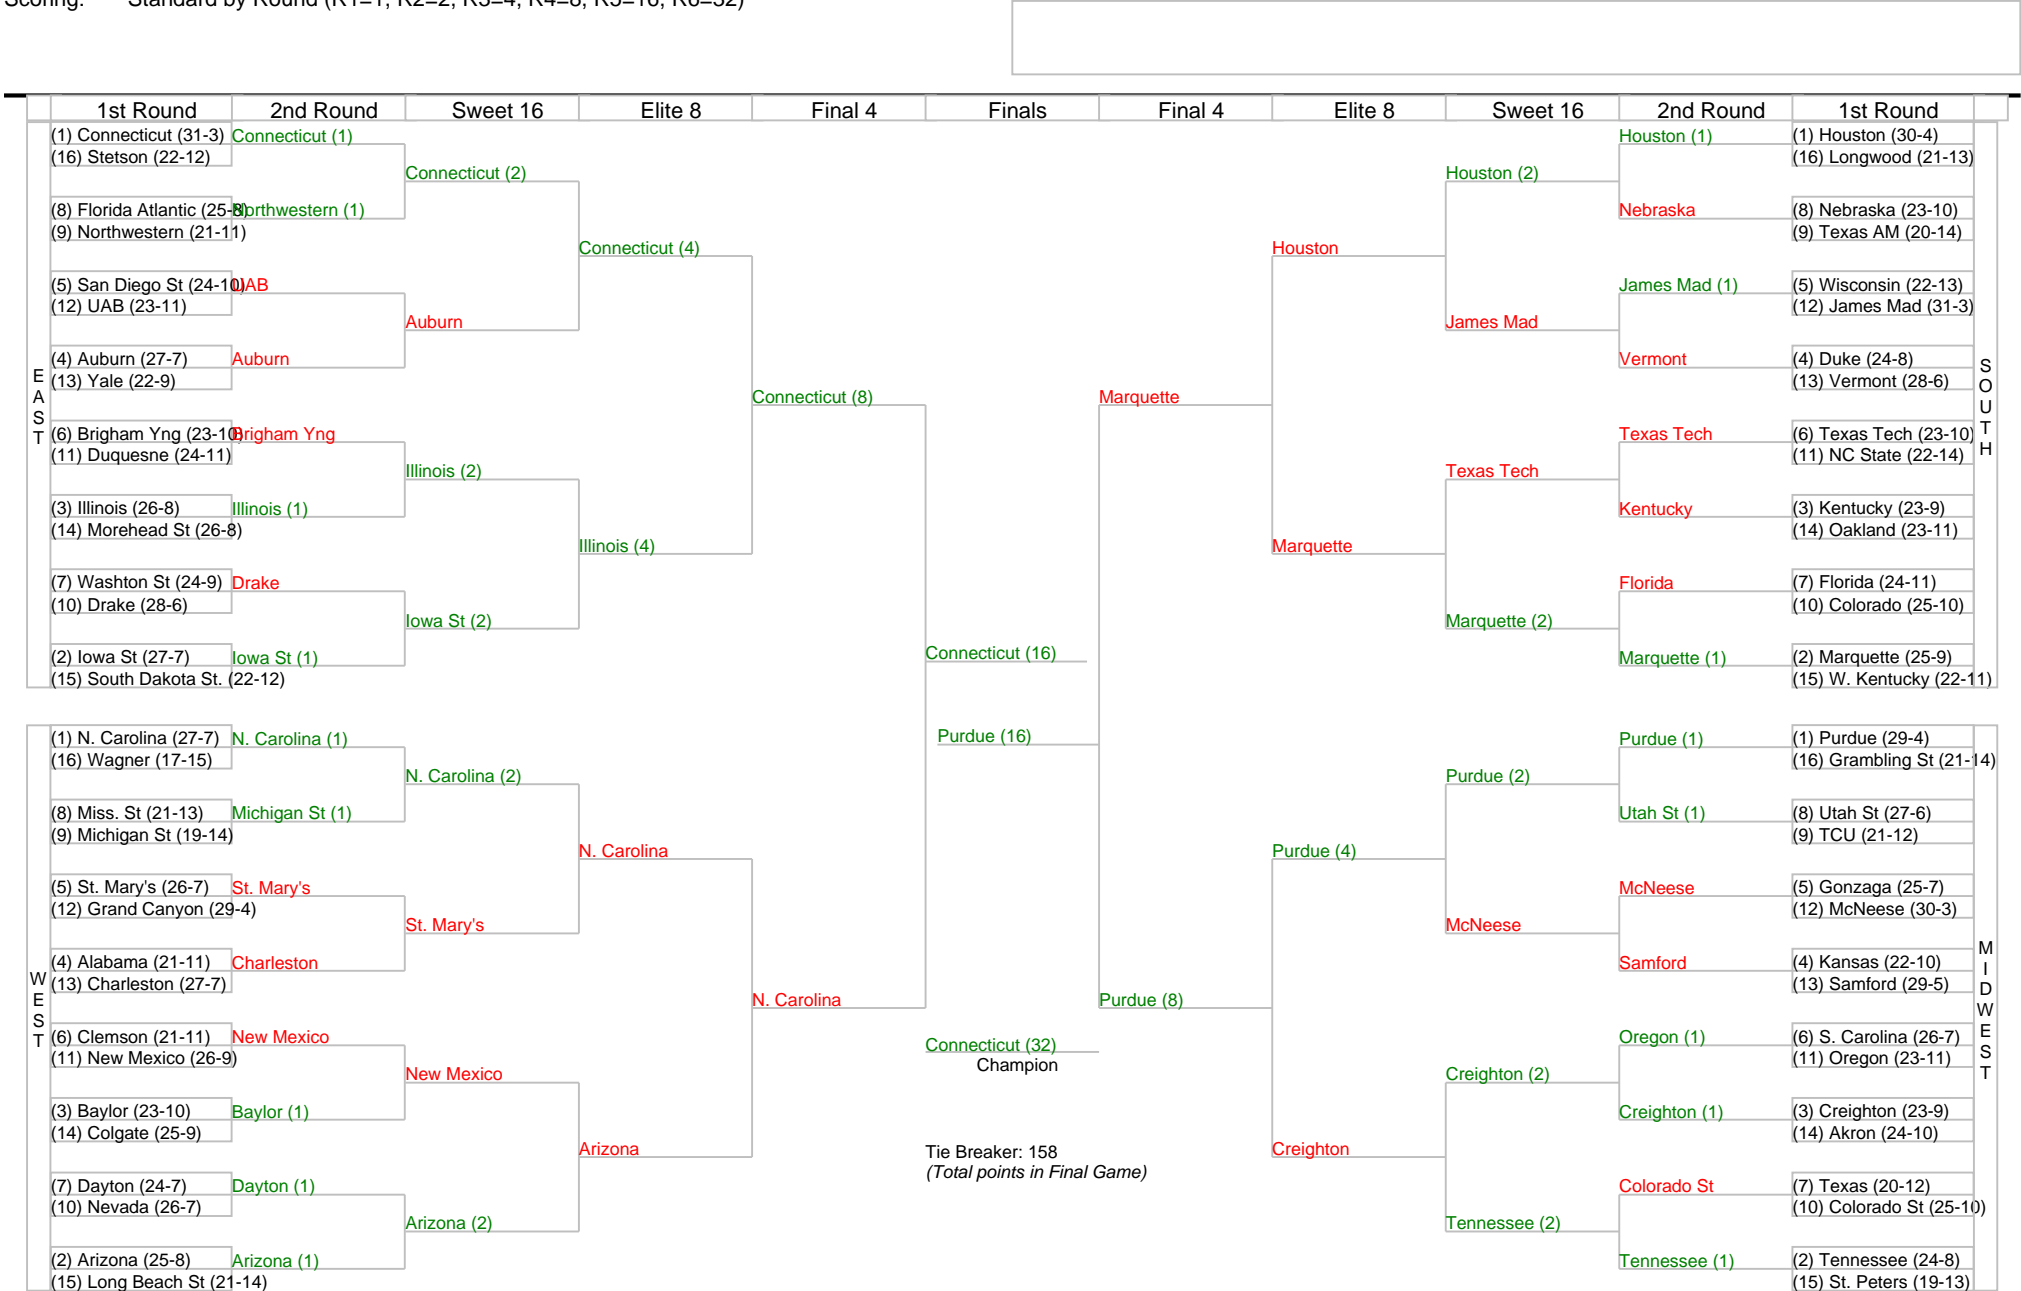 Scoring: Standard by Round (R1=1, R2=2, R3=4, R4=8, R5=16, R6=32)
1st Round 2nd Round Sweet 16 Elite 8 Final 4 Finals Final 4 Elite 8 Sweet 16 2nd Round 1st Round
EAST
(1) Connecticut (31-3)
(16) Stetson (22-12)
(8) Florida Atlantic (25-8)
(9) Northwestern (21-11)
(5) San Diego St (24-10)
(12) UAB (23-11)
(4) Auburn (27-7)
(13) Yale (22-9)
(6) Brigham Yng (23-10)
(11) Duquesne (24-11)
(3) Illinois (26-8)
(14) Morehead St (26-8)
(7) Washton St (24-9)
(10) Drake (28-6)
(2) Iowa St (27-7)
(15) South Dakota St. (22-12)
Connecticut (1)
Northwestern (1)
UAB
Auburn
Brigham Yng
Illinois (1)
Drake
Iowa St (1)
Connecticut (2)
Auburn
Illinois (2)
Iowa St (2)
Connecticut (4)
Illinois (4)
Connecticut (8)
WEST
(1) N. Carolina (27-7)
(16) Wagner (17-15)
(8) Miss. St (21-13)
(9) Michigan St (19-14)
(5) St. Mary's (26-7)
(12) Grand Canyon (29-4)
(4) Alabama (21-11)
(13) Charleston (27-7)
(6) Clemson (21-11)
(11) New Mexico (26-9)
(3) Baylor (23-10)
(14) Colgate (25-9)
(7) Dayton (24-7)
(10) Nevada (26-7)
(2) Arizona (25-8)
(15) Long Beach St (21-14)
N. Carolina (1)
Michigan St (1)
St. Mary's
Charleston
New Mexico
Baylor (1)
Dayton (1)
Arizona (1)
N. Carolina (2)
St. Mary's
New Mexico
Arizona (2)
N. Carolina
Arizona
N. Carolina
Connecticut (16)
Purdue (16)
Connecticut (32)
Champion
Tie Breaker: 158
(Total points in Final Game)
Marquette
Houston
Marquette
Houston (2)
James Mad
Texas Tech
Marquette (2)
Houston (1)
Nebraska
James Mad (1)
Vermont
Texas Tech
Kentucky
Florida
Marquette (1)
(1) Houston (30-4)
(16) Longwood (21-13)
(8) Nebraska (23-10)
(9) Texas AM (20-14)
(5) Wisconsin (22-13)
(12) James Mad (31-3)
(4) Duke (24-8)
(13) Vermont (28-6)
(6) Texas Tech (23-10)
(11) NC State (22-14)
(3) Kentucky (23-9)
(14) Oakland (23-11)
(7) Florida (24-11)
(10) Colorado (25-10)
(2) Marquette (25-9)
(15) W. Kentucky (22-11)
SOUTH
Purdue (8)
Purdue (4)
Creighton
Purdue (2)
McNeese
Creighton (2)
Tennessee (2)
Purdue (1)
Utah St (1)
McNeese
Samford
Oregon (1)
Creighton (1)
Colorado St
Tennessee (1)
(1) Purdue (29-4)
(16) Grambling St (21-14)
(8) Utah St (27-6)
(9) TCU (21-12)
(5) Gonzaga (25-7)
(12) McNeese (30-3)
(4) Kansas (22-10)
(13) Samford (29-5)
(6) S. Carolina (26-7)
(11) Oregon (23-11)
(3) Creighton (23-9)
(14) Akron (24-10)
(7) Texas (20-12)
(10) Colorado St (25-10)
(2) Tennessee (24-8)
(15) St. Peters (19-13)
MIDWEST